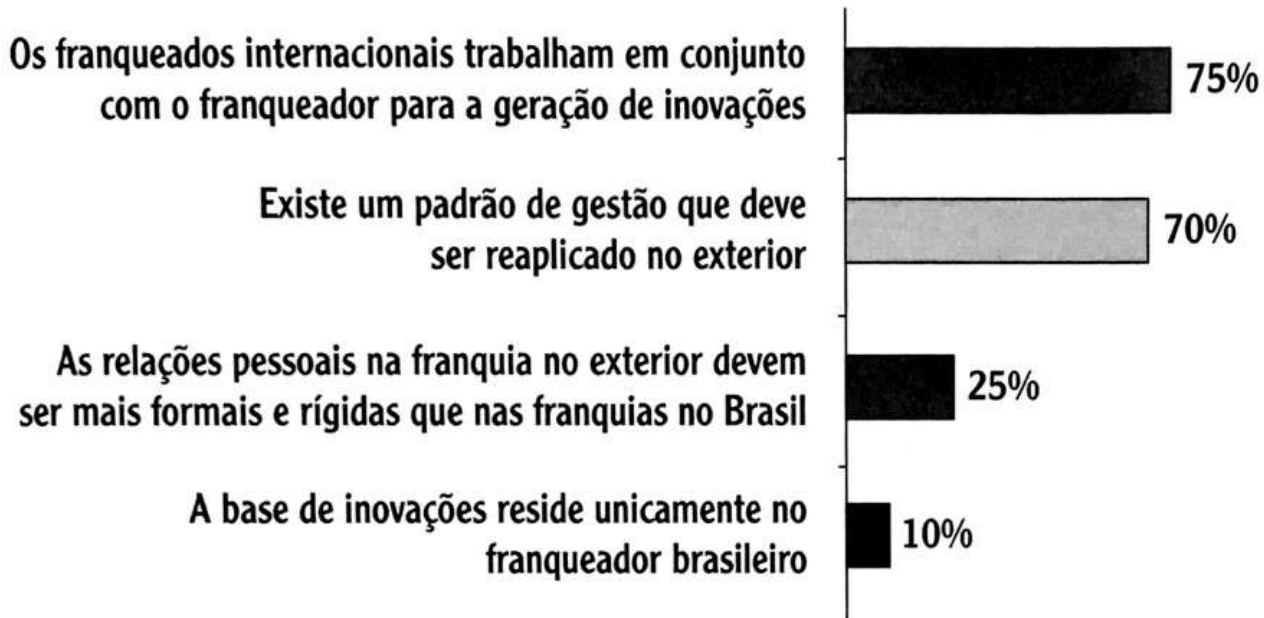 Os franqueados internacionais trabalham em conjunto
com o franqueador para a geração de inovações
75%
Existe um padrão de gestão que deve
ser reaplicado no exterior
70%
As relações pessoais na franquia no exterior devem
ser mais formais e rígidas que nas franquias no Brasil
25%
A base de inovações reside unicamente no
franqueador brasileiro
10%